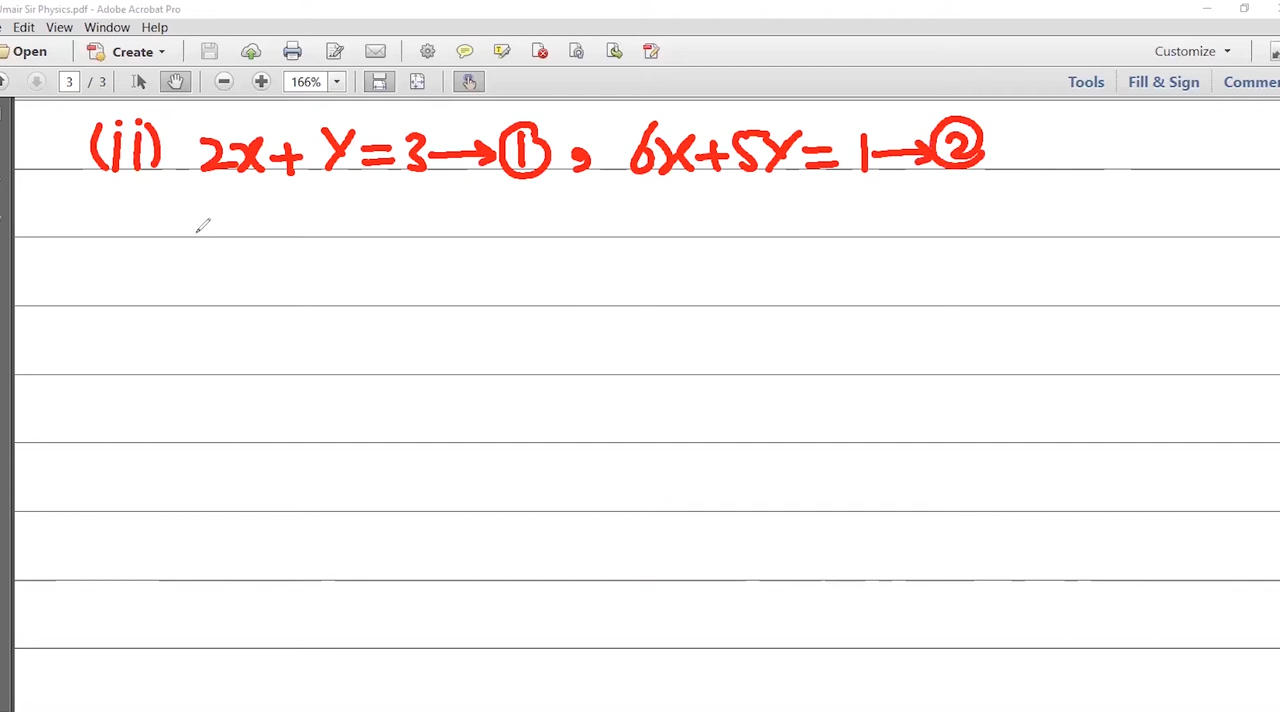 Umair Sir Physics.pdf - Adobe Acrobat Pro
Edit View Window Help
Open Create Customize
3 / 3 166% Tools Fill & Sign Commen
(ii) 2x + y = 3 → ① , 6x + 5y = 1 → ②